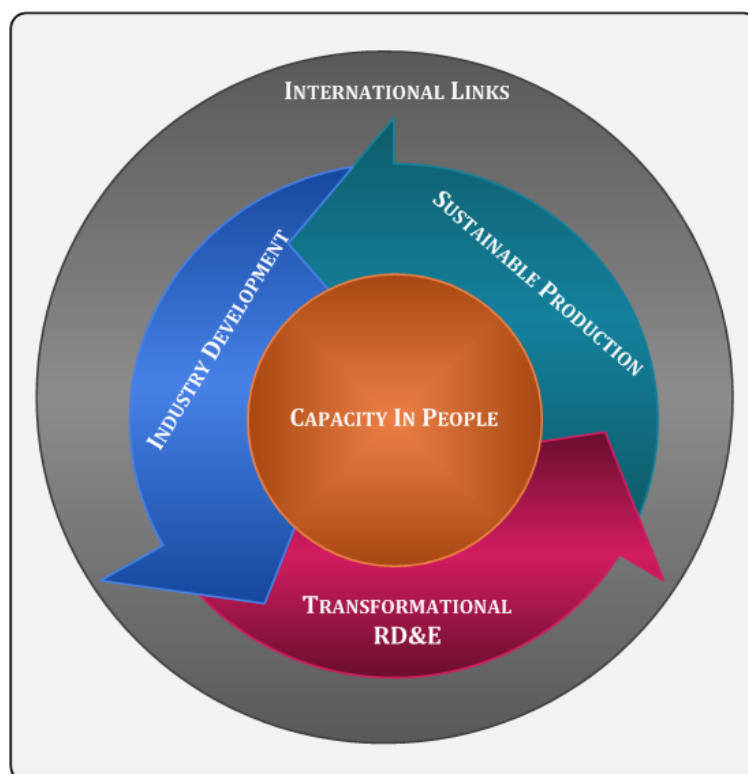 International Links
Sustainable Production
Industry Development
Capacity In People
Transformational
RD&E